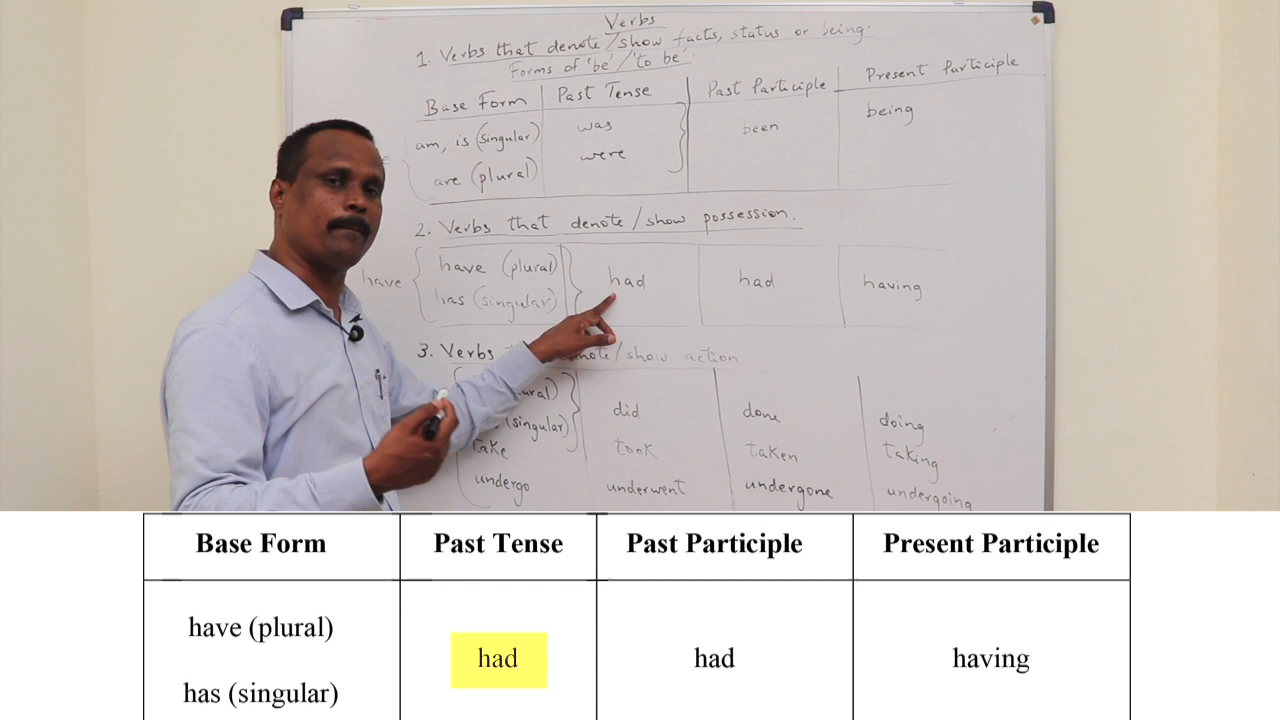 Verbs
1. Verbs that denote/show facts, status or being.
Forms of 'be'/'to be'
Base Form Past Tense Past Participle Present Participle
am, is (singular) was been being
are (plural) were
2. Verbs that denote/show possession.
have have (plural) had had having
has (singular)
3. Verbs denote/show action
did done doing
(singular)
take took taken taking
undergo underwent undergone undergoing
Base Form Past Tense Past Participle Present Participle
have (plural)
had had having
has (singular)